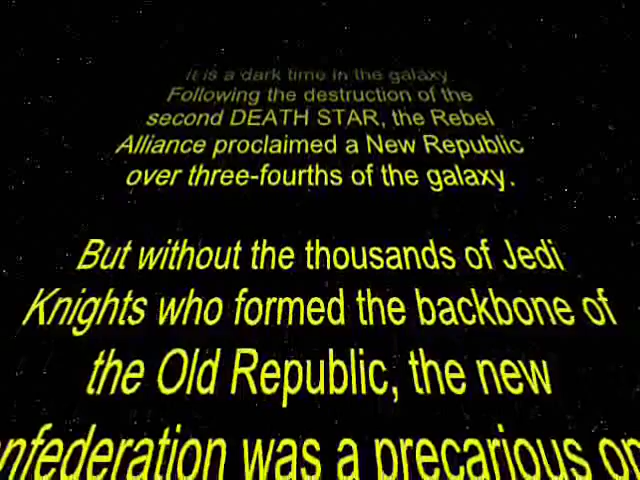 It is a dark time in the galaxy
Following the destruction of the
second DEATH STAR, the Rebel
Alliance proclaimed a New Republic
over three-fourths of the galaxy.
But without the thousands of Jedi
Knights who formed the backbone of
the Old Republic, the new
nfederation was a precarious on